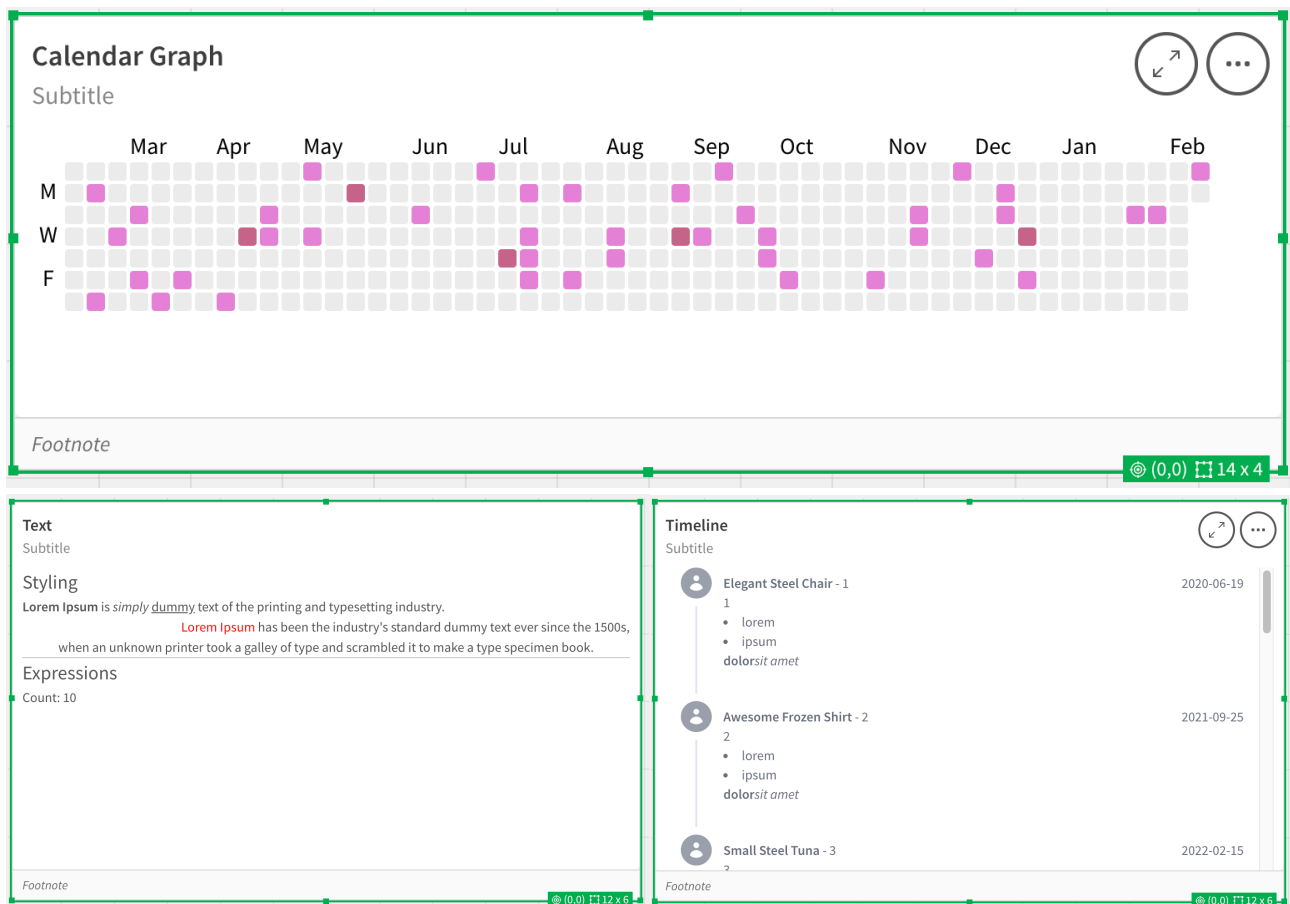 Calendar Graph
Subtitle
Mar Apr May Jun Jul Aug Sep Oct Nov Dec Jan Feb
M
W
F
Footnote
(0,0) 14 x 4
Text
Subtitle
Styling
Lorem Ipsum is simply dummy text of the printing and typesetting industry.
Lorem Ipsum has been the industry's standard dummy text ever since the 1500s,
when an unknown printer took a galley of type and scrambled it to make a type specimen book.
Expressions
Count: 10
Footnote
(0,0) 12 x 6
Timeline
Subtitle
Elegant Steel Chair - 1 2020-06-19
1
• lorem
• ipsum
dolorsit amet
Awesome Frozen Shirt - 2 2021-09-25
2
• lorem
• ipsum
dolorsit amet
Small Steel Tuna - 3 2022-02-15
3
Footnote
(0,0) 12 x 6